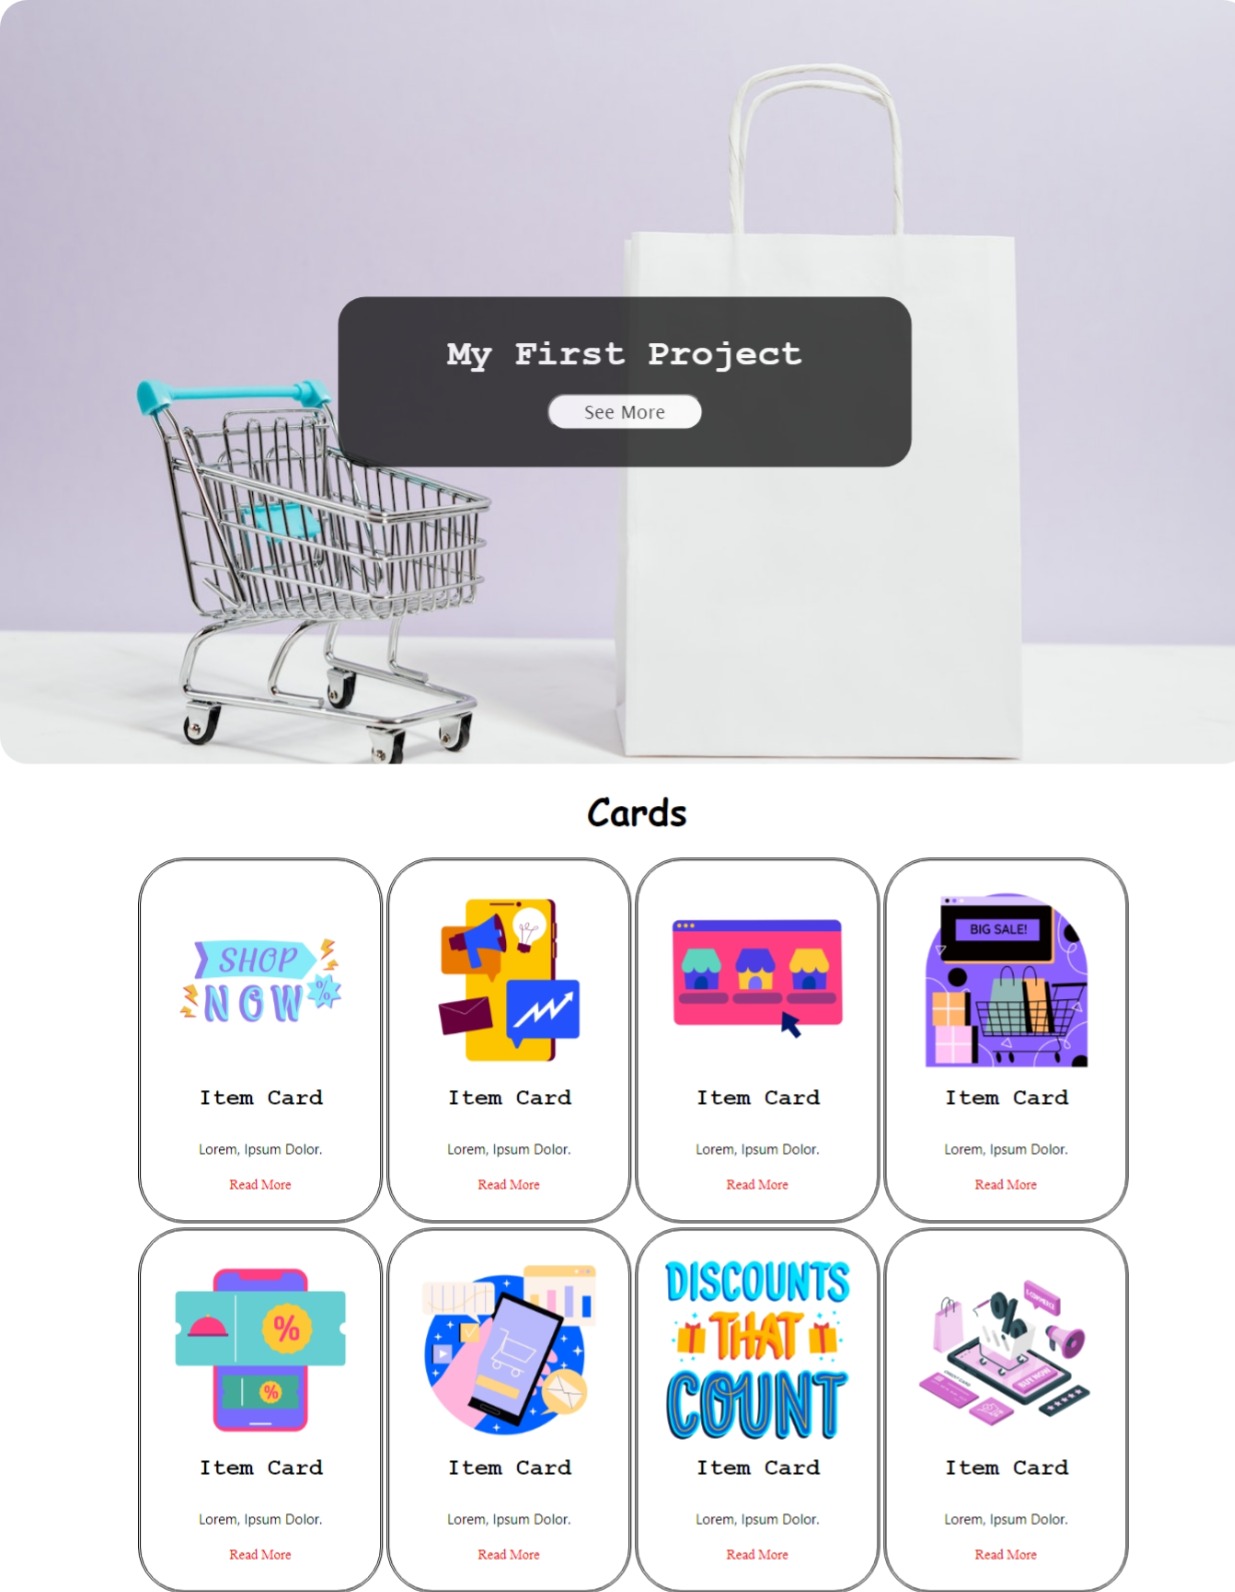 My First Project
See More
Cards
SHOP
NOW %
Item Card
Lorem, Ipsum Dolor.
Read More
Item Card
Lorem, Ipsum Dolor.
Read More
Item Card
Lorem, Ipsum Dolor.
Read More
BIG SALE!
Item Card
Lorem, Ipsum Dolor.
Read More
%
%
Item Card
Lorem, Ipsum Dolor.
Read More
Item Card
Lorem, Ipsum Dolor.
Read More
DISCOUNTS
THAT
COUNT
Item Card
Lorem, Ipsum Dolor.
Read More
%
BUY NOW
Item Card
Lorem, Ipsum Dolor.
Read More